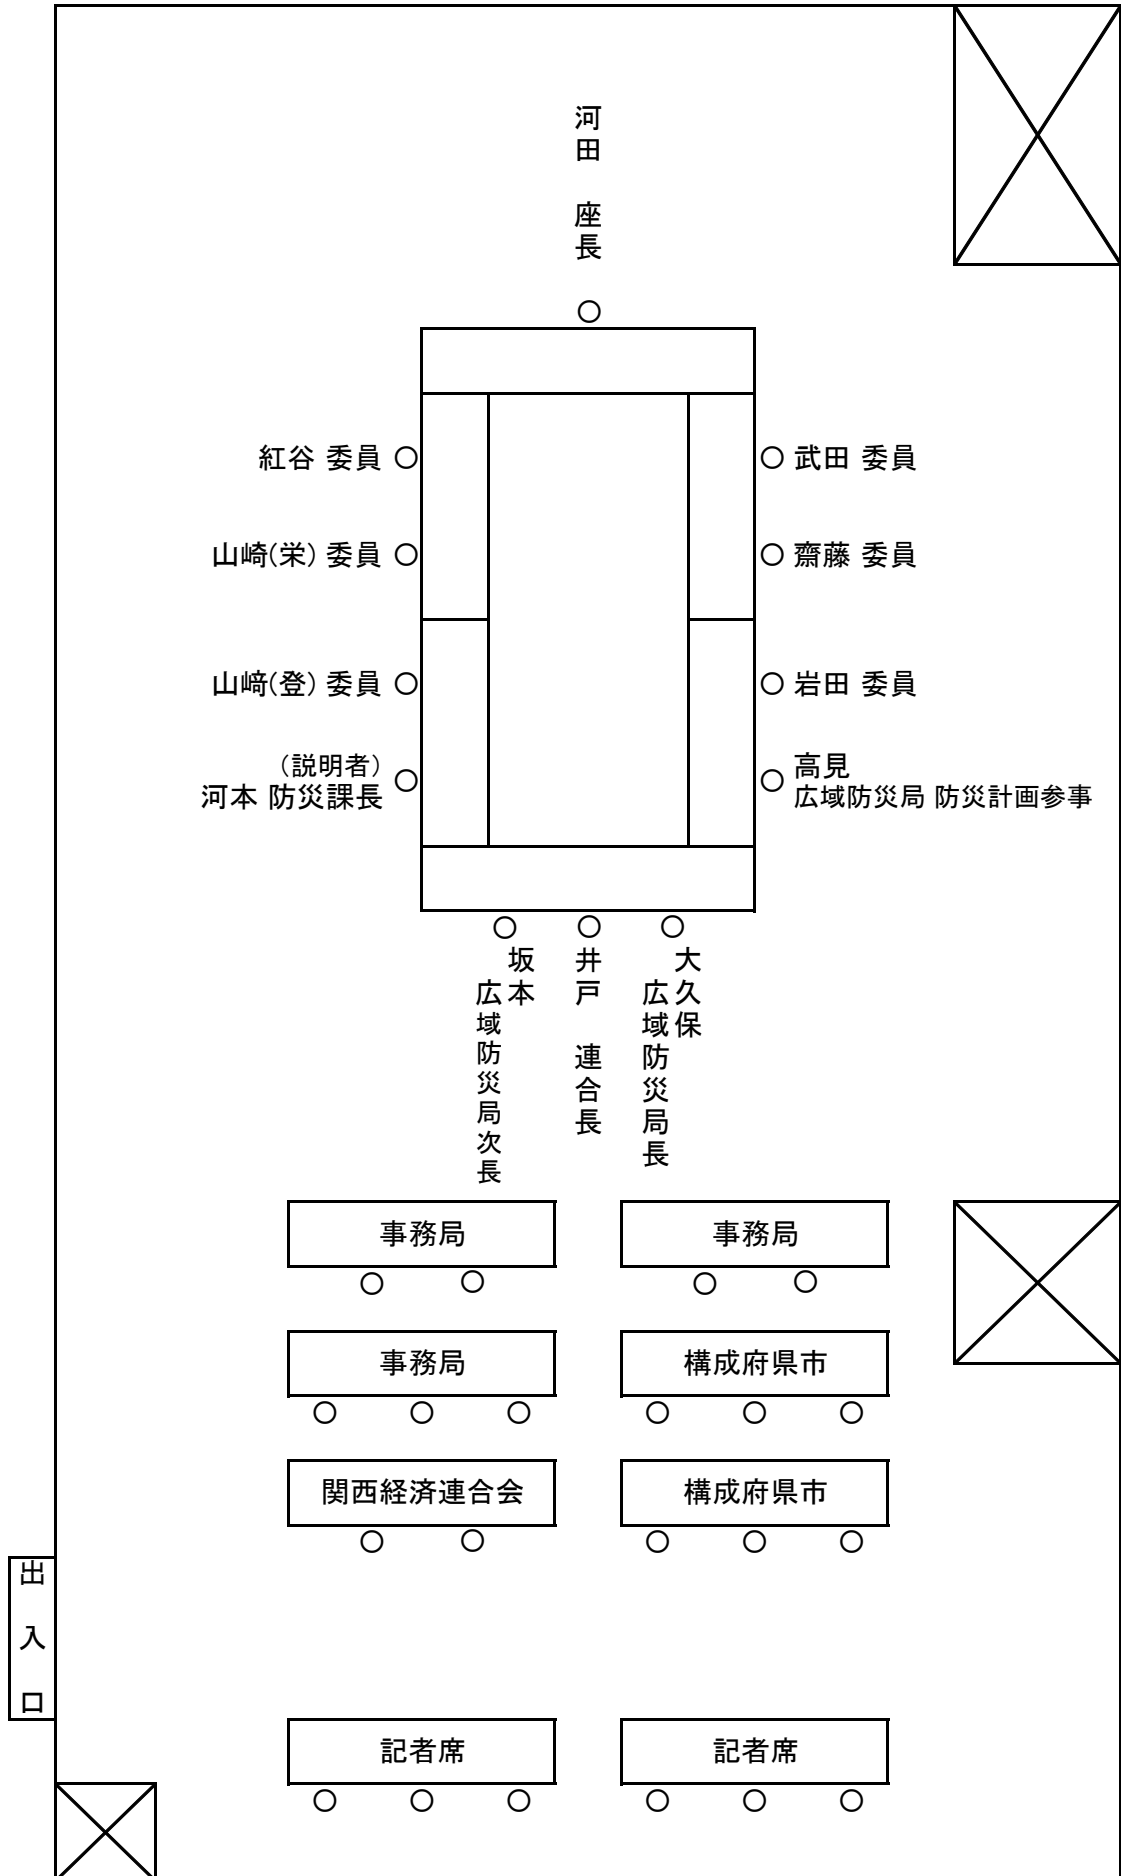 河田 座長
紅谷 委員
武田 委員
山崎(栄) 委員
齋藤 委員
山﨑(登) 委員
岩田 委員
(説明者)
河本 防災課長
高見
広域防災局 防災計画参事
大久保
広域防災局長
井戸 連合長
坂本
広域防災局次長
事務局
事務局
事務局
構成府県市
関西経済連合会
構成府県市
出入口
記者席
記者席